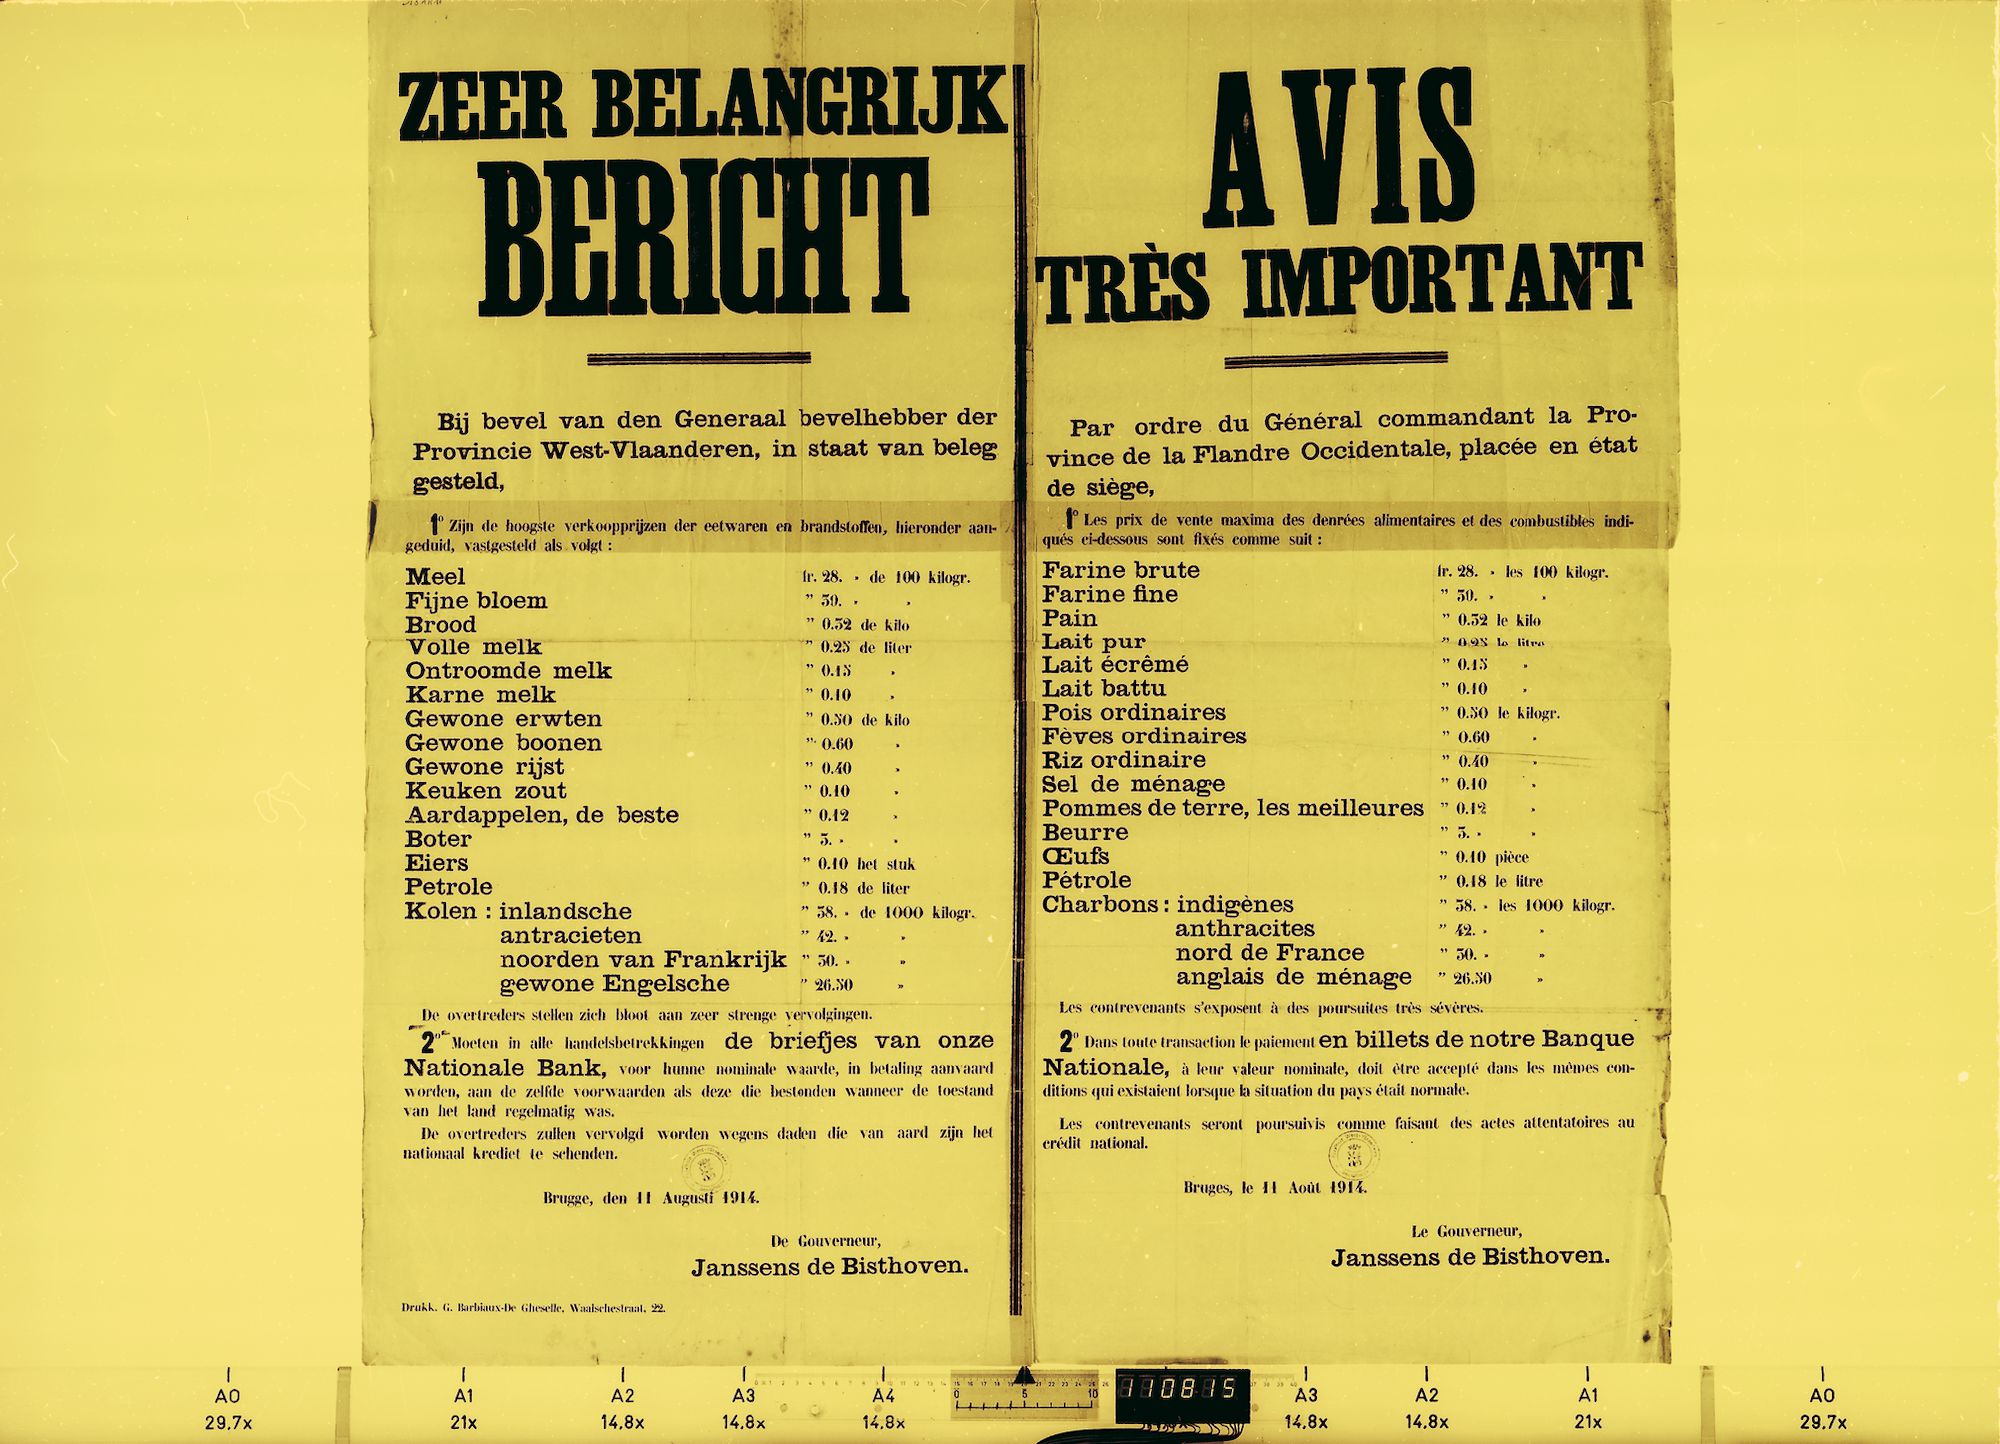 ZEER BELANGRIJK
BERICHT
Bij bevel van den Generaal bevelhebber der
Provincie West-Vlaanderen, in staat van beleg
gesteld,
1° Zijn de hoogste verkoopprijzen der eetwaren en brandstoffen, hieronder aan-
geduid, vastgesteld als volgt :
Meel fr. 28. » de 100 kilogr.
Fijne bloem " 30. » »
Brood " 0.32 de kilo
Volle melk " 0.25 de liter
Ontroomde melk " 0.15 »
Karne melk " 0.10 »
Gewone erwten " 0.50 de kilo
Gewone boonen " 0.60 »
Gewone rijst " 0.40 »
Keuken zout " 0.10 »
Aardappelen, de beste " 0.12 »
Boter " 3. » »
Eiers " 0.10 het stuk
Petrole " 0.18 de liter
Kolen : inlandsche " 38. » de 1000 kilogr.
antracieten " 42. » »
noorden van Frankrijk " 30. » »
gewone Engelsche " 26.50 »
De overtreders stellen zich bloot aan zeer strenge vervolgingen.
2° Moeten in alle handelsbetrekkingen de briefjes van onze
Nationale Bank, voor hunne nominale waarde, in betaling aanvaard
worden, aan de zelfde voorwaarden als deze die bestonden wanneer de toestand
van het land regelmatig was.
De overtreders zullen vervolgd worden wegens daden die van aard zijn het
nationaal krediet te schenden.
Brugge, den 11 Augusti 1914.
De Gouverneur,
Janssens de Bisthoven.
Drukk. G. Barbiaux-De Gheselle, Waalschestraat, 22.
AVIS
TRÈS IMPORTANT
Par ordre du Général commandant la Pro-
vince de la Flandre Occidentale, placée en état
de siège,
1° Les prix de vente maxima des denrées alimentaires et des combustibles indi-
qués ci-dessous sont fixés comme suit :
Farine brute fr. 28. » les 100 kilogr.
Farine fine " 30. » »
Pain " 0.32 le kilo
Lait pur " 0.25 le litre
Lait écrêmé " 0.15 »
Lait battu " 0.10 »
Pois ordinaires " 0.50 le kilogr.
Fèves ordinaires " 0.60 »
Riz ordinaire " 0.40 »
Sel de ménage " 0.10 »
Pommes de terre, les meilleures " 0.12 »
Beurre " 3. » »
Œufs " 0.10 pièce
Pétrole " 0.18 le litre
Charbons : indigènes " 38. » les 1000 kilogr.
anthracites " 42. » »
nord de France " 30. » »
anglais de ménage " 26.50 »
Les contrevenants s'exposent à des poursuites très sévères.
2° Dans toute transaction le paiement en billets de notre Banque
Nationale, à leur valeur nominale, doit être accepté dans les mêmes con-
ditions qui existaient lorsque la situation du pays était normale.
Les contrevenants seront poursuivis comme faisant des actes attentatoires au
crédit national.
Bruges, le 11 Août 1914.
Le Gouverneur,
Janssens de Bisthoven.
A0 A1 A2 A3 A4 0 5 10 110815 A3 A2 A1 A0
29.7x 21x 14.8x 14.8x 14.8x 14.8x 14.8x 21x 29.7x